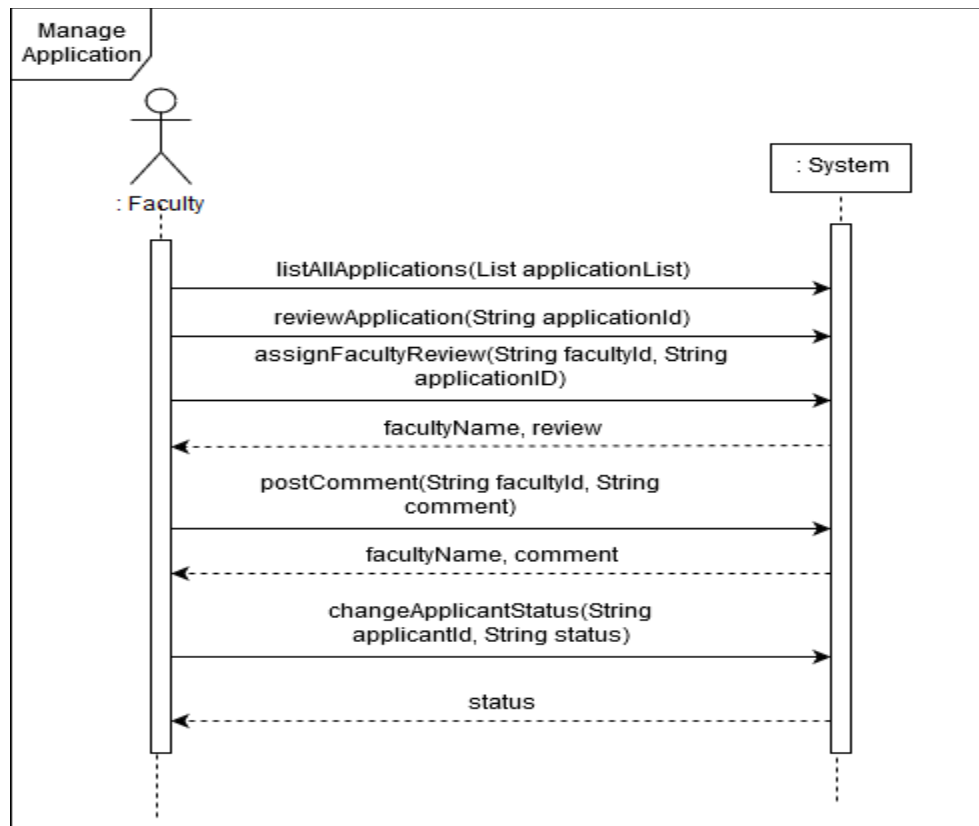 Manage
Application
: Faculty
: System
listAllApplications(List applicationList)
reviewApplication(String applicationId)
assignFacultyReview(String facultyId, String
applicationID)
facultyName, review
postComment(String facultyId, String
comment)
facultyName, comment
changeApplicantStatus(String
applicantId, String status)
status